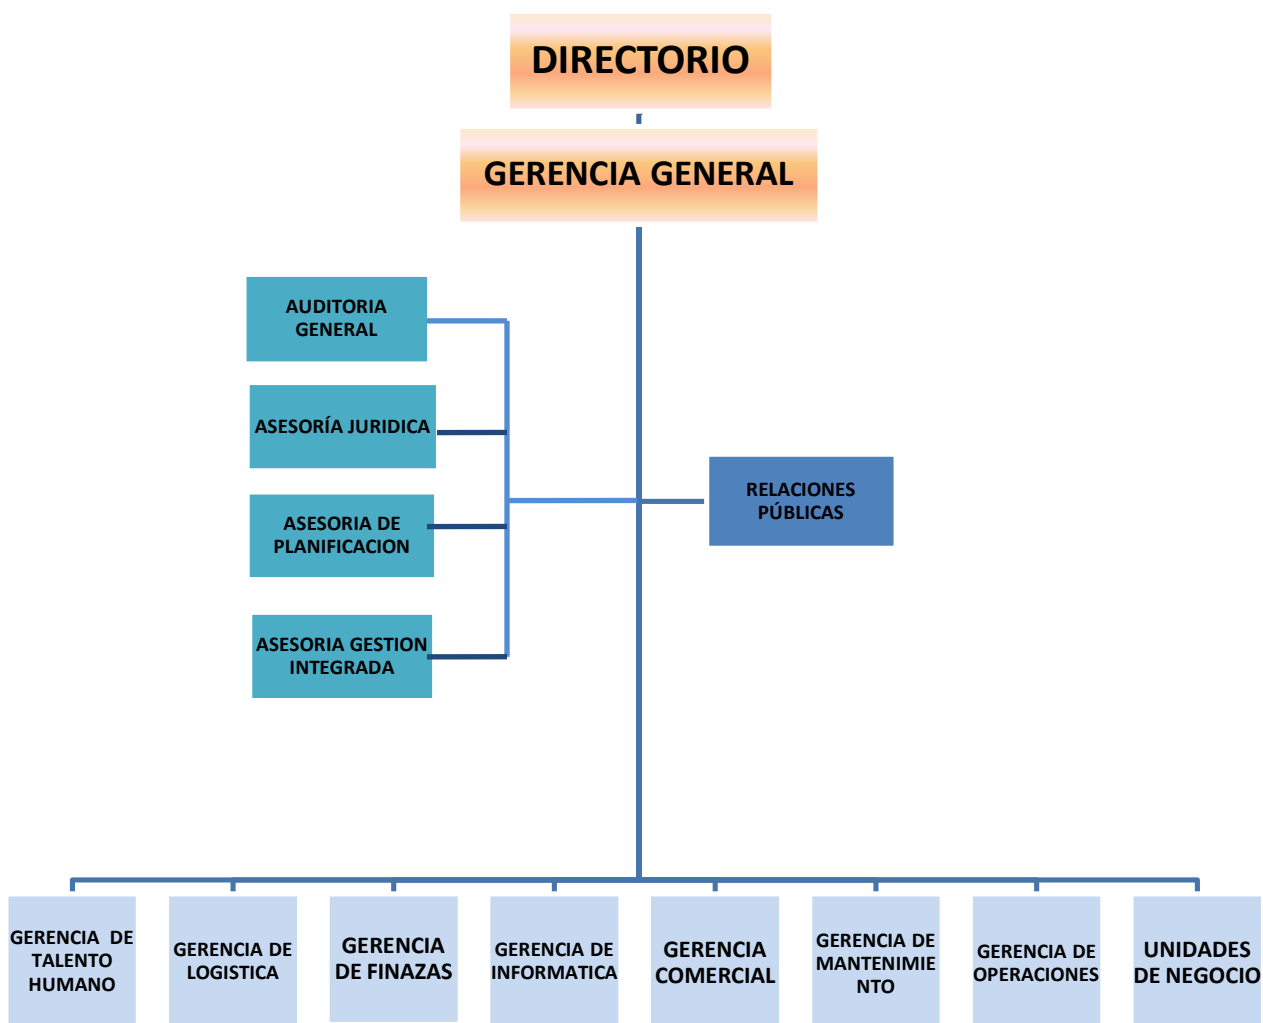 DIRECTORIO
GERENCIA GENERAL
AUDITORIA
GENERAL
ASESORÍA JURIDICA
RELACIONES
PÚBLICAS
ASESORIA DE
PLANIFICACION
ASESORIA GESTION
INTEGRADA
GERENCIA DE
TALENTO
HUMANO
GERENCIA DE
LOGISTICA
GERENCIA
DE FINAZAS
GERENCIA DE
INFORMATICA
GERENCIA
COMERCIAL
GERENCIA DE
MANTENIMIE
NTO
GERENCIA DE
OPERACIONES
UNIDADES
DE NEGOCIO